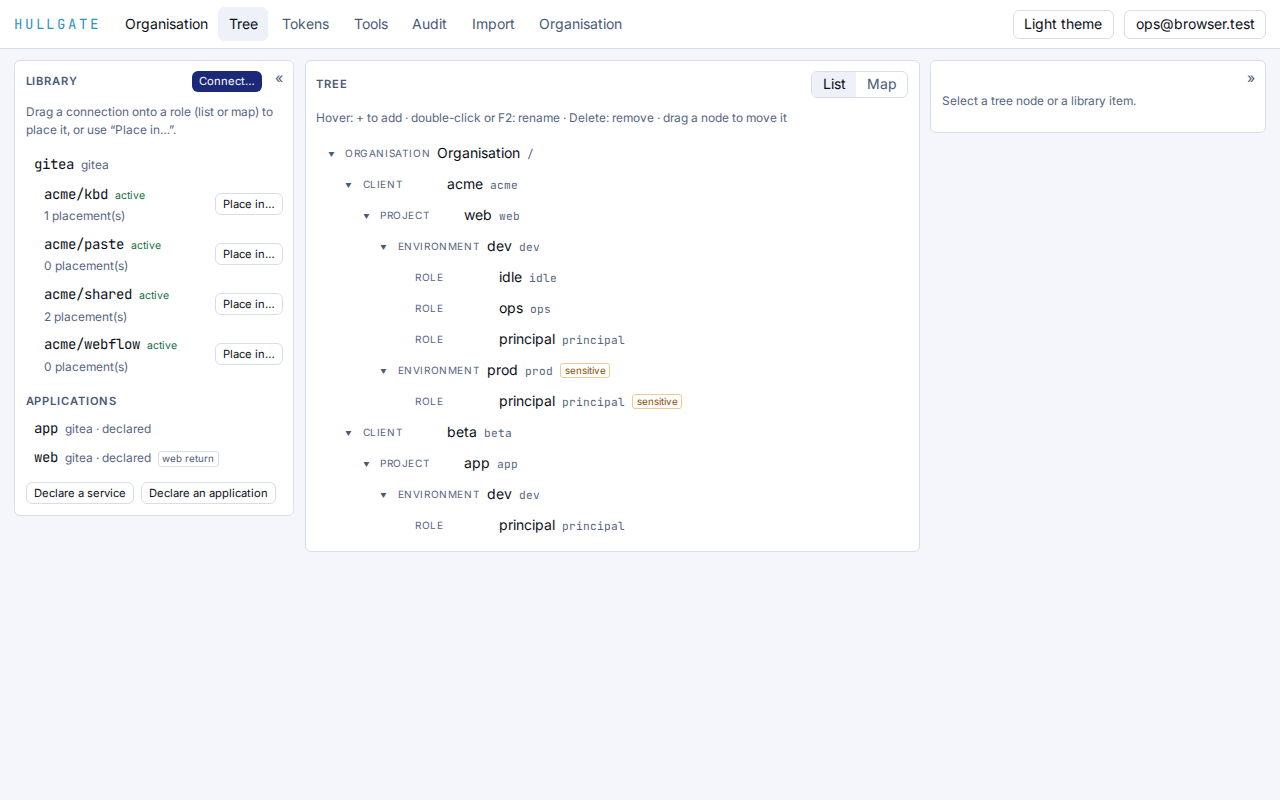 HULLGATE Organisation Tree Tokens Tools Audit Import Organisation Light theme ops@browser.test
LIBRARY Connect... «
Drag a connection onto a role (list or map) to
place it, or use “Place in…”.
gitea gitea
acme/kbd active
1 placement(s)
Place in...
acme/paste active
0 placement(s)
Place in...
acme/shared active
2 placement(s)
Place in...
acme/webflow active
0 placement(s)
Place in...
APPLICATIONS
app gitea · declared
web gitea · declared web return
Declare a service Declare an application
TREE List Map
Hover: + to add · double-click or F2: rename · Delete: remove · drag a node to move it
▾ ORGANISATION Organisation /
▾ CLIENT acme acme
▾ PROJECT web web
▾ ENVIRONMENT dev dev
ROLE idle idle
ROLE ops ops
ROLE principal principal
▾ ENVIRONMENT prod prod sensitive
ROLE principal principal sensitive
▾ CLIENT beta beta
▾ PROJECT app app
▾ ENVIRONMENT dev dev
ROLE principal principal
»
Select a tree node or a library item.